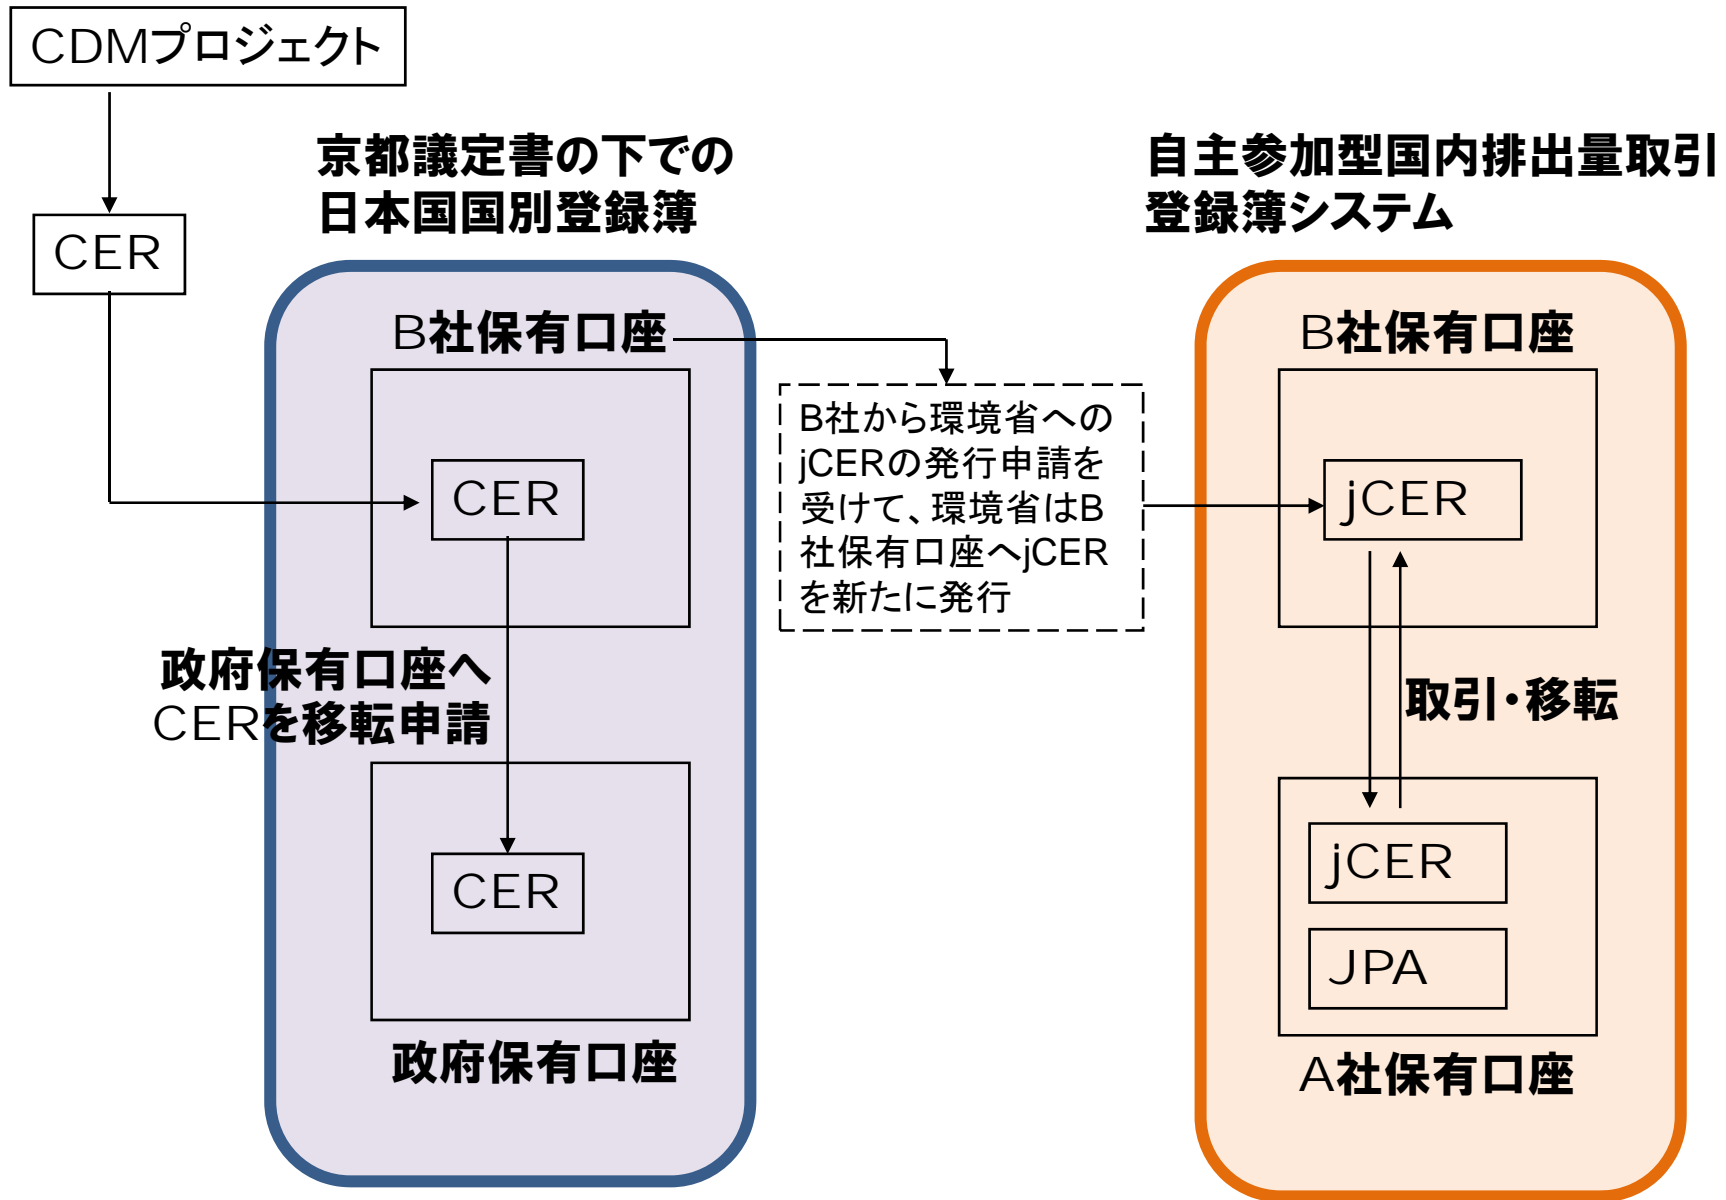 CDMプロジェクト
CER
京都議定書の下での
日本国国別登録簿
B社保有口座
CER
政府保有口座へ
CERを移転申請
CER
政府保有口座
B社から環境省への
jCERの発行申請を
受けて、環境省はB
社保有口座へjCER
を新たに発行
自主参加型国内排出量取引
登録簿システム
B社保有口座
jCER
取引・移転
jCER
JPA
A社保有口座